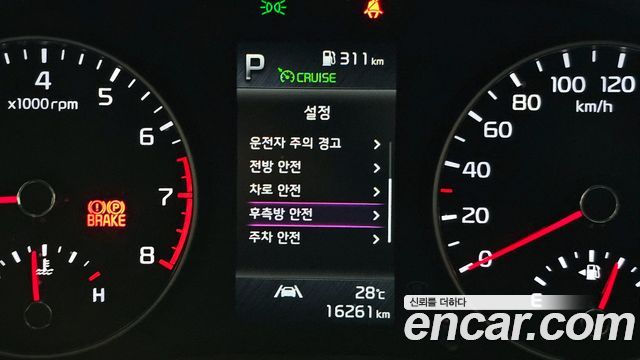 311 km
P
CRUISE
4
5
6
7
8
x1000 rpm
설정
운전자 주의 경고
전방 안전
차로 안전
후측방 안전
주차 안전
(!) (P)
BRAKE
H
28℃
16261 km
0
20
40
60
80
100
120
km/h
E
신뢰를 더하다
encar.com